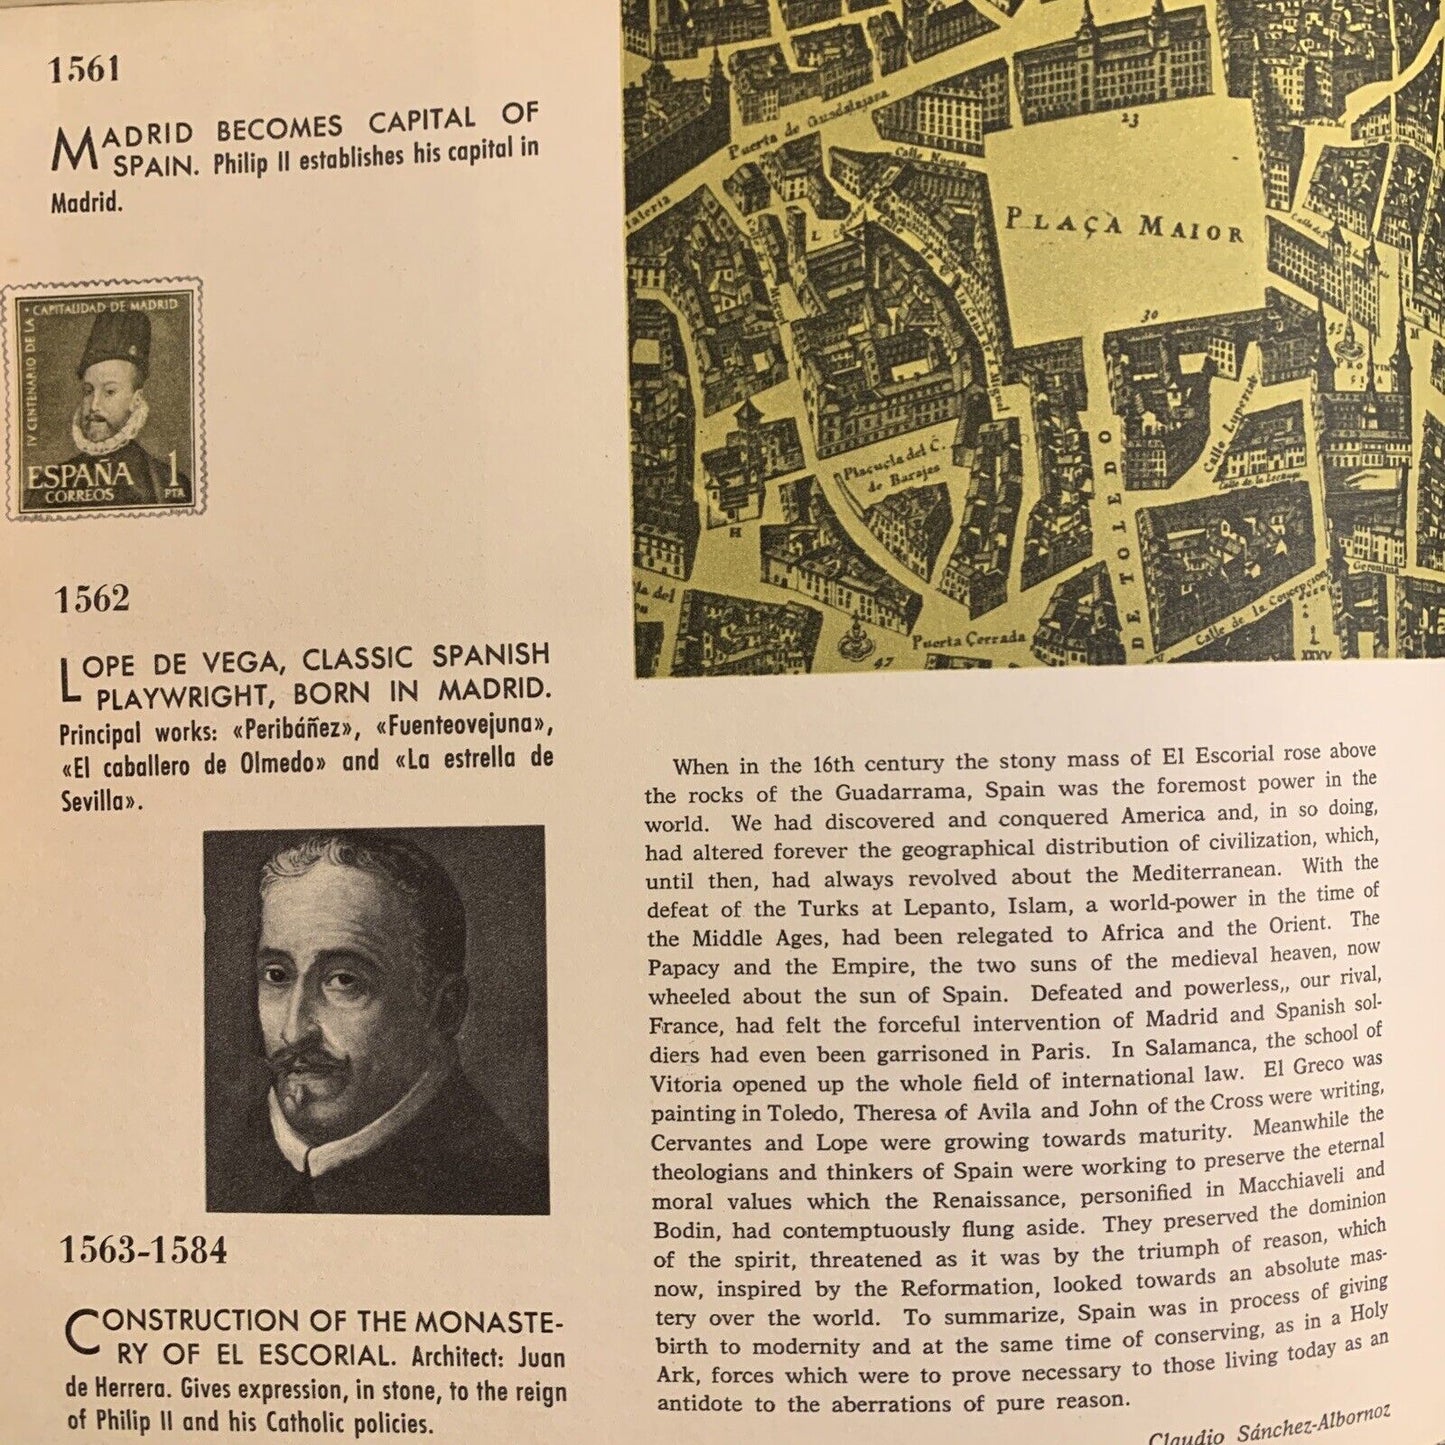 1561
MADRID BECOMES CAPITAL OF
SPAIN. Philip II establishes his capital in
Madrid.
IV CENTENARIO DE LA • CAPITALIDAD DE MADRID
ESPAÑA 1
CORREOS PTA
1562
LOPE DE VEGA, CLASSIC SPANISH
PLAYWRIGHT, BORN IN MADRID.
Principal works: «Peribáñez», «Fuenteovejuna»,
«El caballero de Olmedo» and «La estrella de
Sevilla».
1563-1584
CONSTRUCTION OF THE MONASTE-
RY OF EL ESCORIAL. Architect: Juan
de Herrera. Gives expression, in stone, to the reign
of Philip II and his Catholic policies.
Puerta de Guadalajara
23
Calle Nueua
PLAÇA MAIOR
L
30
45
M
Plaçuela del C.
de Barajas
Calle
H
DE TOLEDO
Puerta Cerrada
47
Calle de la Concepcion
Geronima
XXXV
When in the 16th century the stony mass of El Escorial rose above
the rocks of the Guadarrama, Spain was the foremost power in the
world. We had discovered and conquered America and, in so doing,
had altered forever the geographical distribution of civilization, which,
until then, had always revolved about the Mediterranean. With the
defeat of the Turks at Lepanto, Islam, a world-power in the time of
the Middle Ages, had been relegated to Africa and the Orient. The
Papacy and the Empire, the two suns of the medieval heaven, now
wheeled about the sun of Spain. Defeated and powerless,, our rival,
France, had felt the forceful intervention of Madrid and Spanish sol-
diers had even been garrisoned in Paris. In Salamanca, the school of
Vitoria opened up the whole field of international law. El Greco was
painting in Toledo, Theresa of Avila and John of the Cross were writing,
Cervantes and Lope were growing towards maturity. Meanwhile the
theologians and thinkers of Spain were working to preserve the eternal
moral values which the Renaissance, personified in Macchiaveli and
Bodin, had contemptuously flung aside. They preserved the dominion
of the spirit, threatened as it was by the triumph of reason, which
now, inspired by the Reformation, looked towards an absolute mas-
tery over the world. To summarize, Spain was in process of giving
birth to modernity and at the same time of conserving, as in a Holy
Ark, forces which were to prove necessary to those living today as an
antidote to the aberrations of pure reason.
Claudio Sánchez-Albornoz